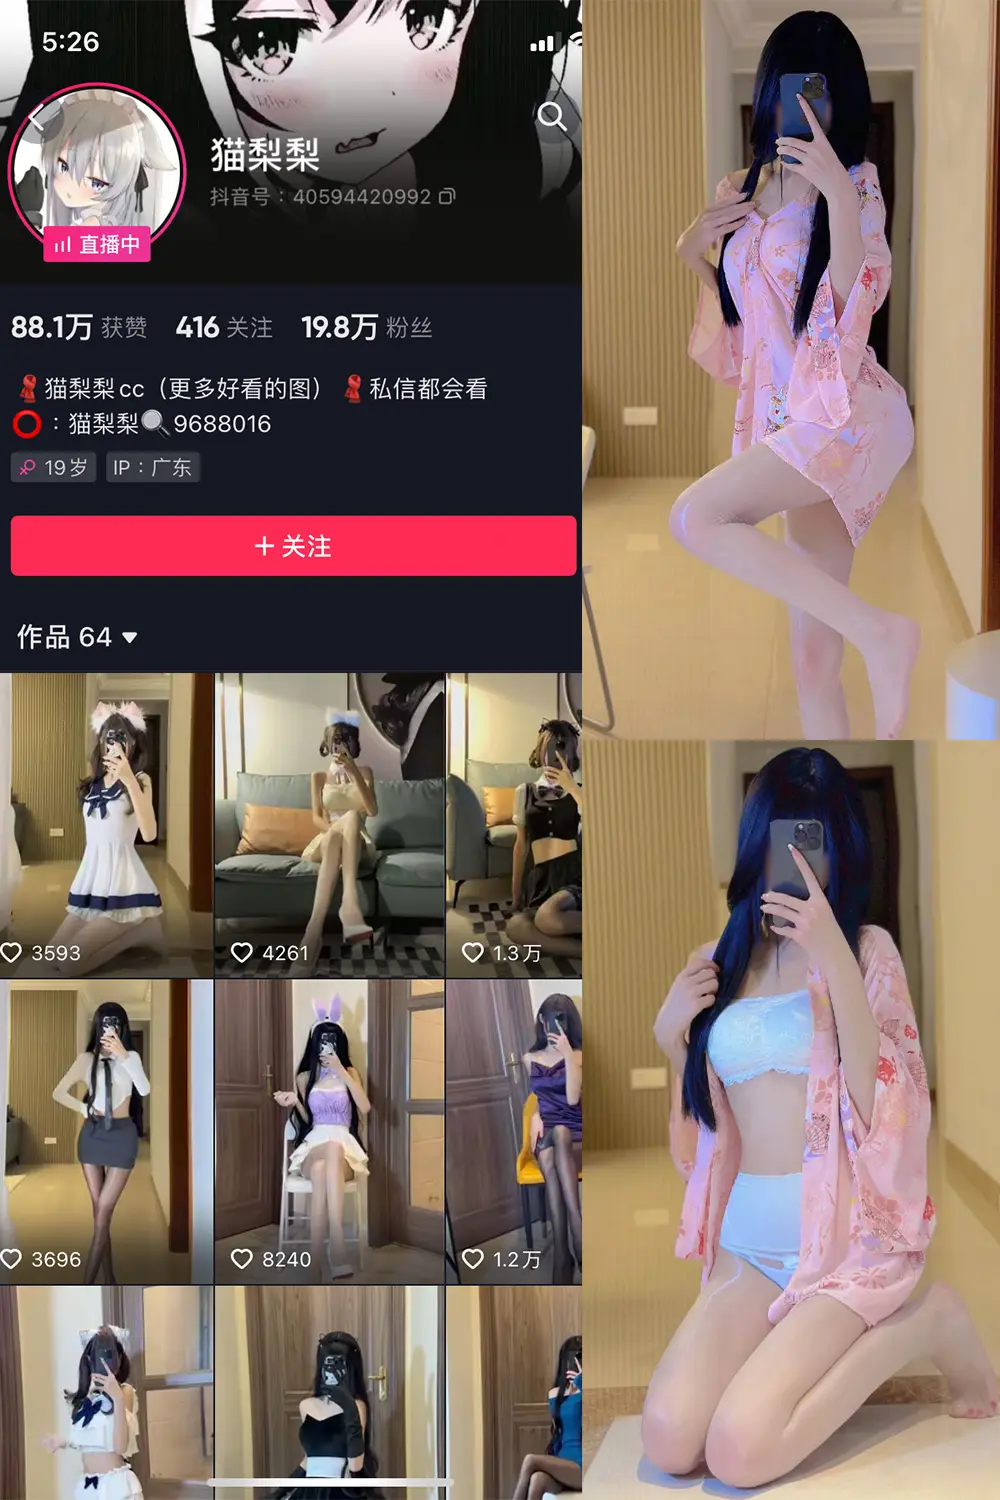 5:26
猫梨梨
抖音号：40594420992
直播中
88.1万 获赞 416 关注 19.8万 粉丝
猫梨梨cc（更多好看的图） 私信都会看
：猫梨梨🔍9688016
19岁 IP：广东
+ 关注
作品 64
3593 4261 1.3万
3696 8240 1.2万